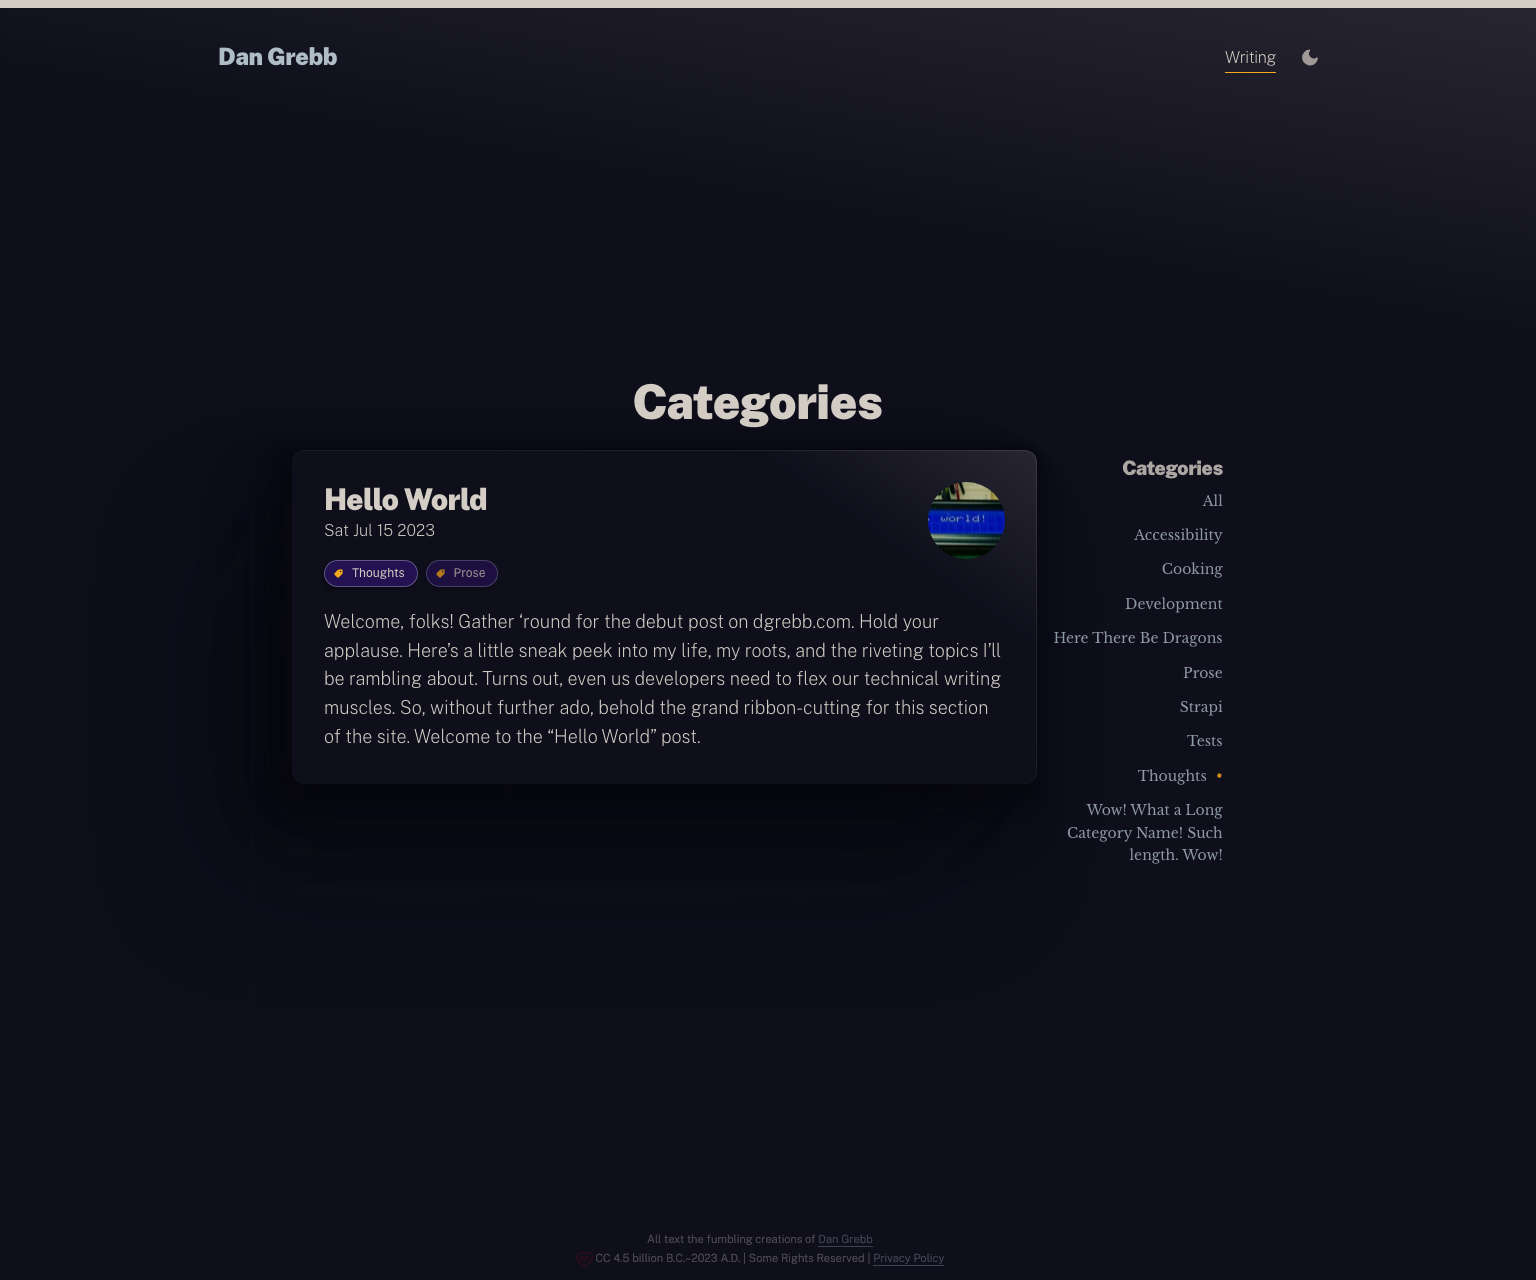 Dan Grebb
Writing
Categories
Hello World
Sat Jul 15 2023
world!
Thoughts
Prose
Welcome, folks! Gather ‘round for the debut post on dgrebb.com. Hold your
applause. Here’s a little sneak peek into my life, my roots, and the riveting topics I’ll
be rambling about. Turns out, even us developers need to flex our technical writing
muscles. So, without further ado, behold the grand ribbon-cutting for this section
of the site. Welcome to the “Hello World” post.
Categories
All
Accessibility
Cooking
Development
Here There Be Dragons
Prose
Strapi
Tests
Thoughts •
Wow! What a Long
Category Name! Such
length. Wow!
All text the fumbling creations of Dan Grebb
CC 4.5 billion B.C.–2023 A.D. | Some Rights Reserved | Privacy Policy